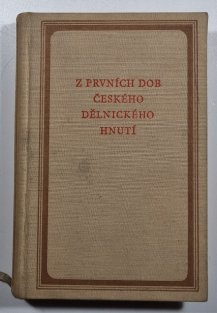 Z PRVNÍCH DOB
ČESKÉHO
DĚLNICKÉHO
HNUTÍ